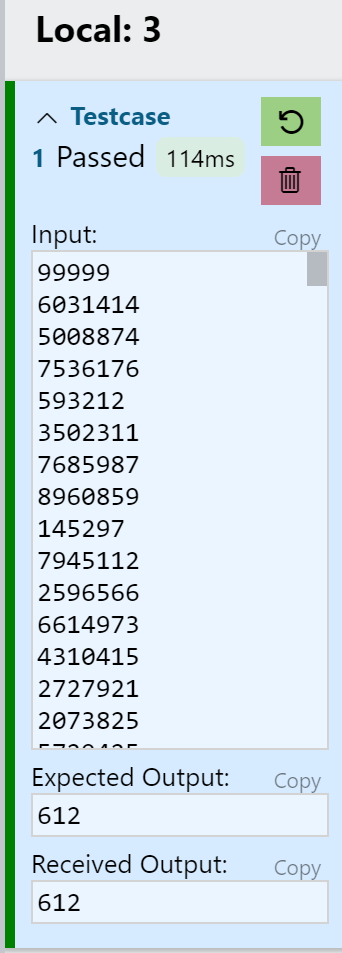 Local: 3
Testcase
1 Passed 114ms
Input: Copy
99999
6031414
5008874
7536176
593212
3502311
7685987
8960859
145297
7945112
2596566
6614973
4310415
2727921
2073825
Expected Output: Copy
612
Received Output: Copy
612